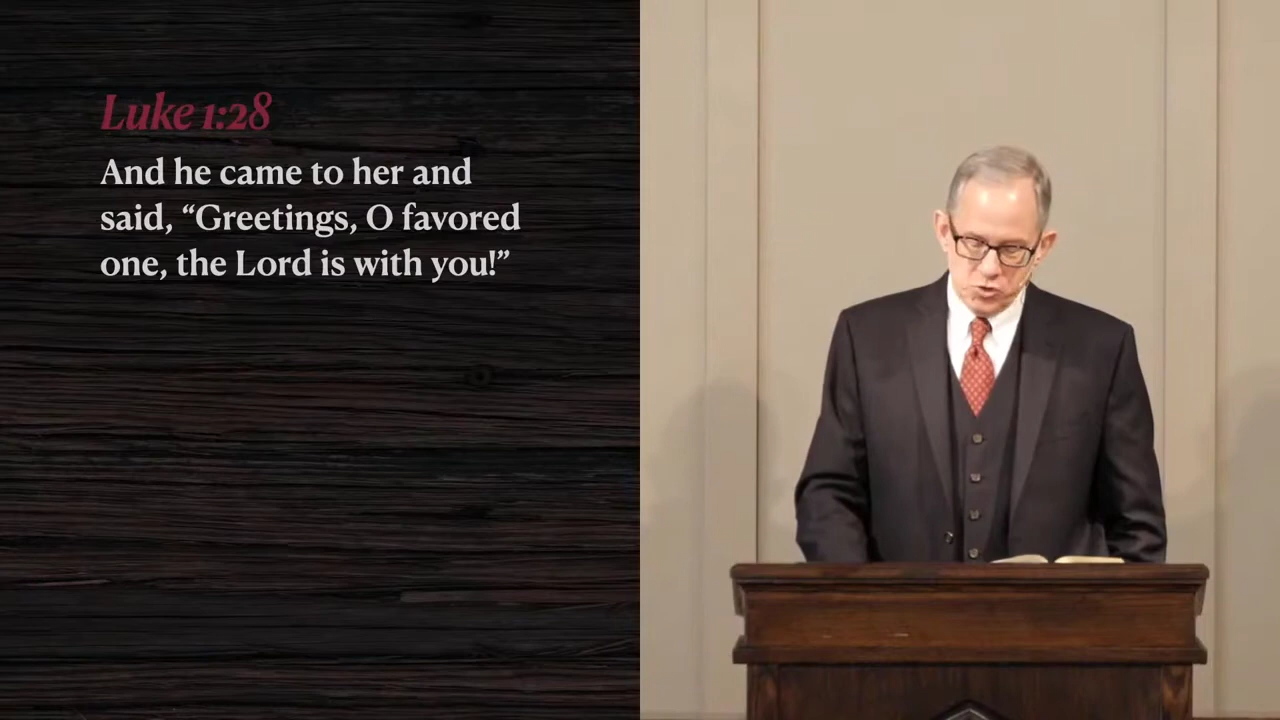 Luke 1:28
And he came to her and
said, “Greetings, O favored
one, the Lord is with you!”